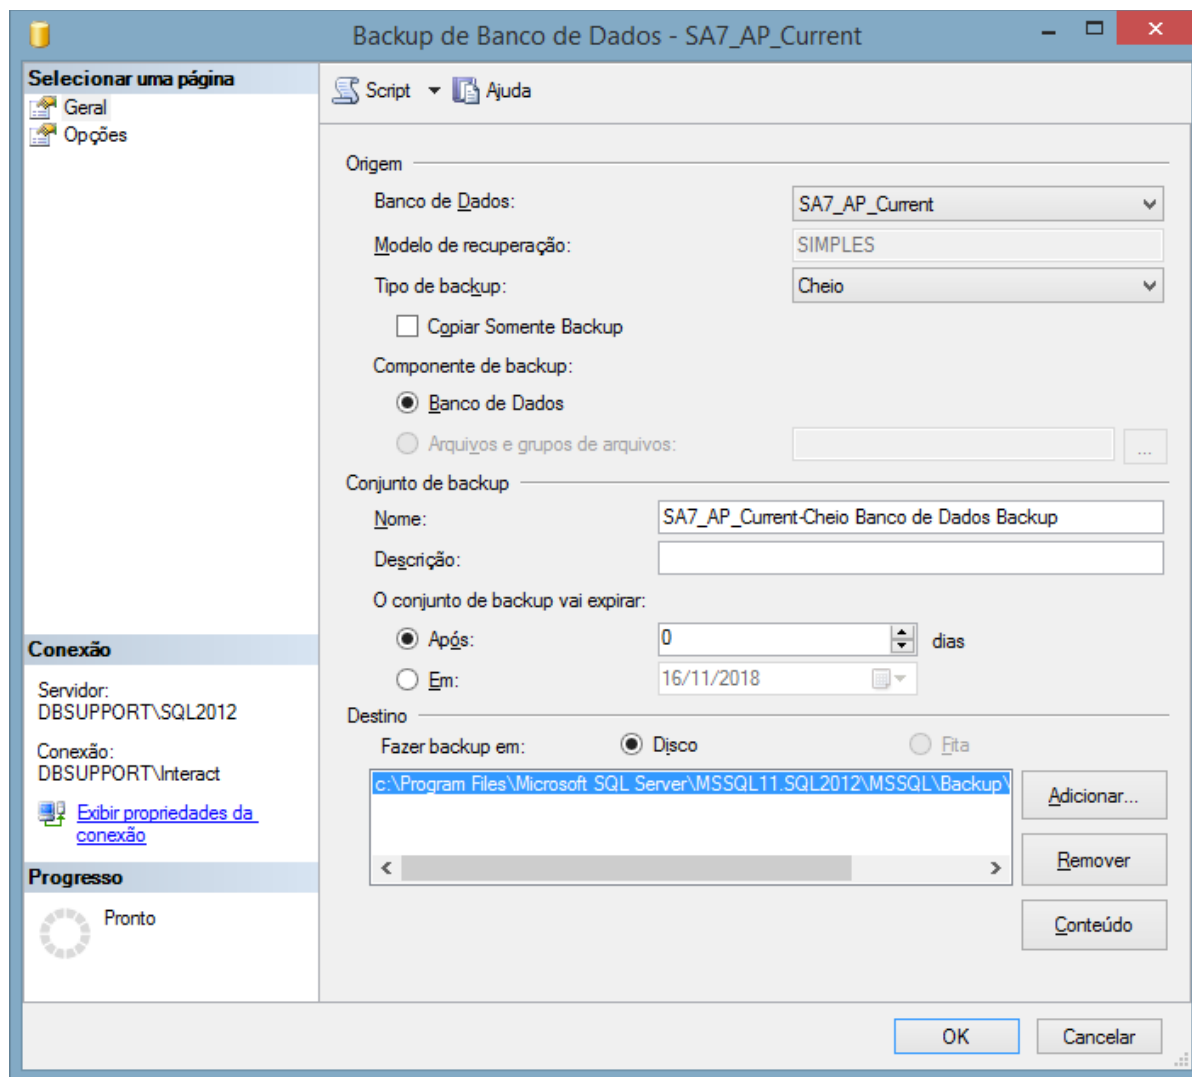 Backup de Banco de Dados - SA7_AP_Current
Selecionar uma página
Geral
Opções
Script
Ajuda
Origem
Banco de Dados:
SA7_AP_Current
Modelo de recuperação:
SIMPLES
Tipo de backup:
Cheio
Copiar Somente Backup
Componente de backup:
Banco de Dados
Arquivos e grupos de arquivos:
...
Conjunto de backup
Nome:
SA7_AP_Current-Cheio Banco de Dados Backup
Descrição:
O conjunto de backup vai expirar:
Após:
0
dias
Em:
16/11/2018
Destino
Fazer backup em:
Disco
Fita
c:\Program Files\Microsoft SQL Server\MSSQL11.SQL2012\MSSQL\Backup\
Adicionar...
Remover
Conteúdo
Conexão
Servidor:
DBSUPPORT\SQL2012
Conexão:
DBSUPPORT\Interact
Exibir propriedades da
conexão
Progresso
Pronto
OK
Cancelar